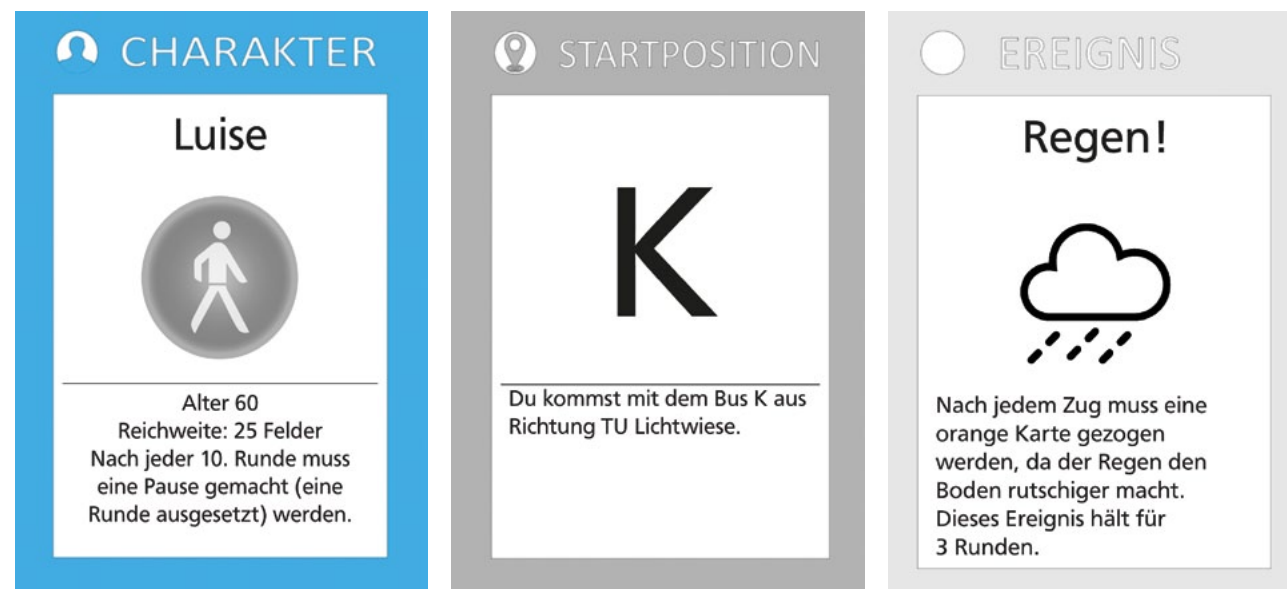 CHARAKTER
Luise
Alter 60
Reichweite: 25 Felder
Nach jeder 10. Runde muss
eine Pause gemacht (eine
Runde ausgesetzt) werden.
STARTPOSITION
K
Du kommst mit dem Bus K aus
Richtung TU Lichtwiese.
EREIGNIS
Regen!
Nach jedem Zug muss eine
orange Karte gezogen
werden, da der Regen den
Boden rutschiger macht.
Dieses Ereignis hält für
3 Runden.